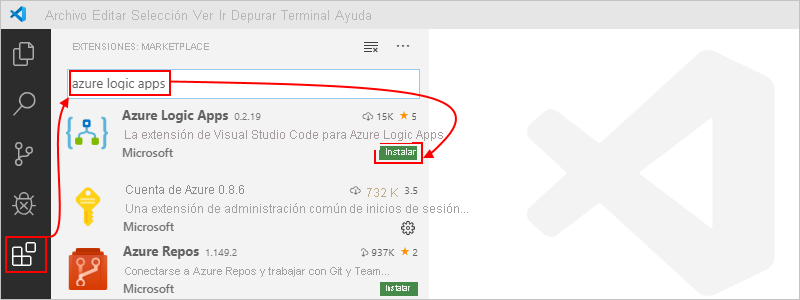 Archivo Editar Selección Ver Ir Depurar Terminal Ayuda
EXTENSIONES: MARKETPLACE
azure logic apps
Azure Logic Apps 0.2.19 15K 5
La extensión de Visual Studio Code para Azure Logic Apps
Microsoft Instalar
Cuenta de Azure 0.8.6 732 K 3.5
Una extensión de administración común de inicios de sesión...
Microsoft
Azure Repos 1.149.2 937K 2
Conectarse a Azure Repos y trabajar con Git y Team...
Microsoft Instalar